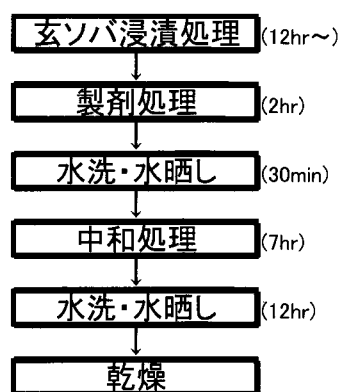 玄ソバ浸漬処理(12hr～)
製剤処理(2hr)
水洗・水晒し(30min)
中和処理(7hr)
水洗・水晒し(12hr)
乾燥